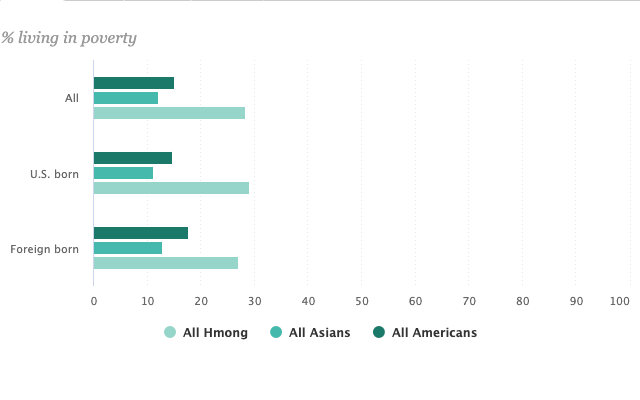 % living in poverty
All
U.S. born
Foreign born
0 10 20 30 40 50 60 70 80 90 100
All Hmong All Asians All Americans